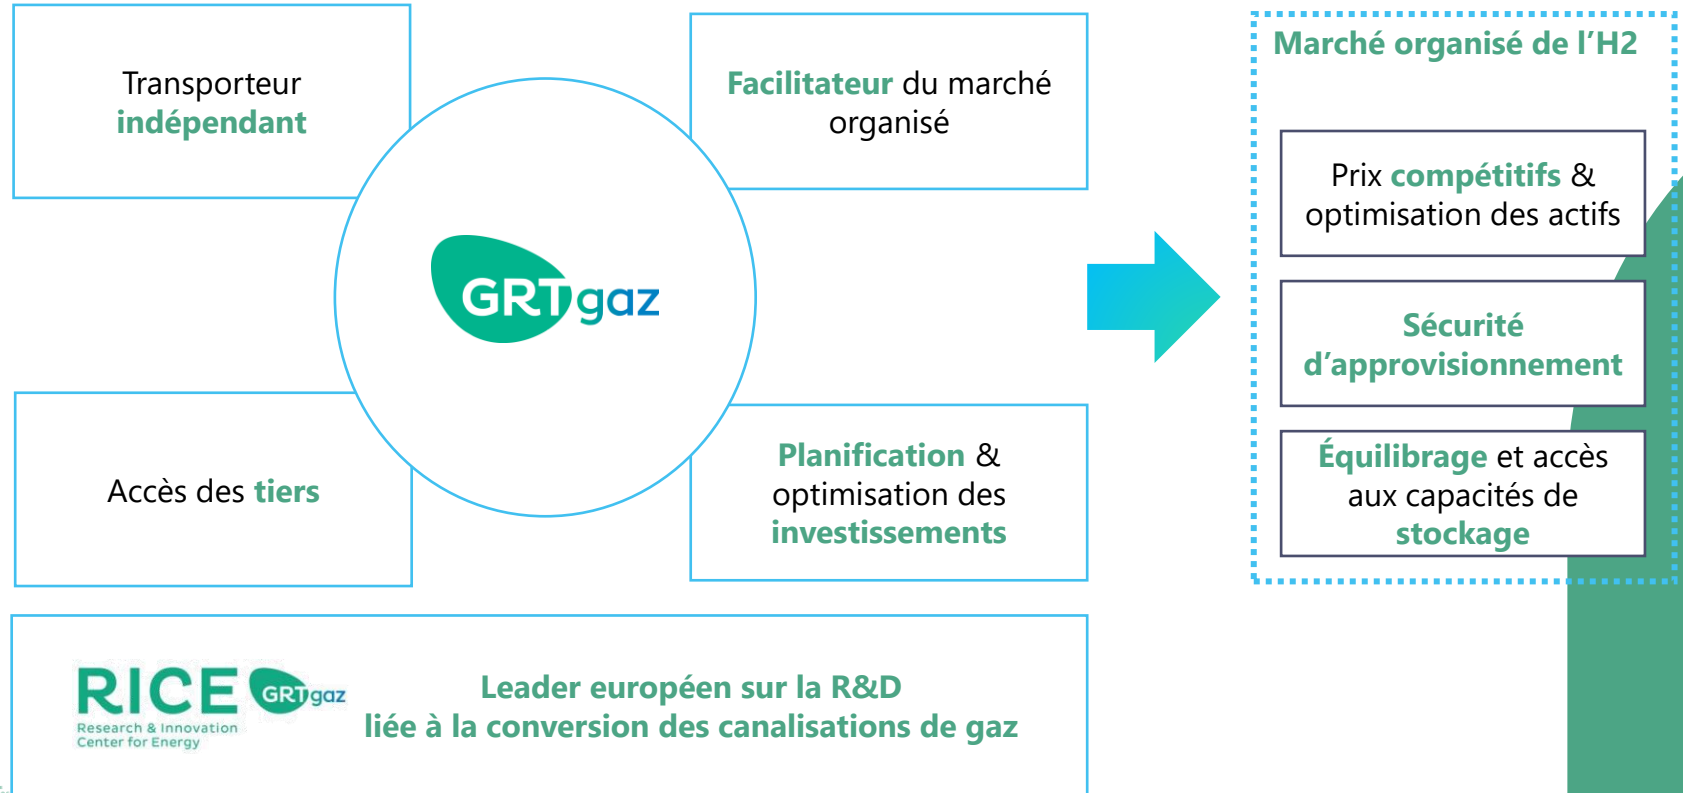 Transporteur
indépendant
Facilitateur du marché
organisé
GRTgaz
Accès des tiers
Planification &
optimisation des
investissements
RICE GRTgaz
Research & Innovation
Center for Energy
Leader européen sur la R&D
liée à la conversion des canalisations de gaz
Marché organisé de l’H2
Prix compétitifs &
optimisation des actifs
Sécurité
d’approvisionnement
Équilibrage et accès
aux capacités de
stockage